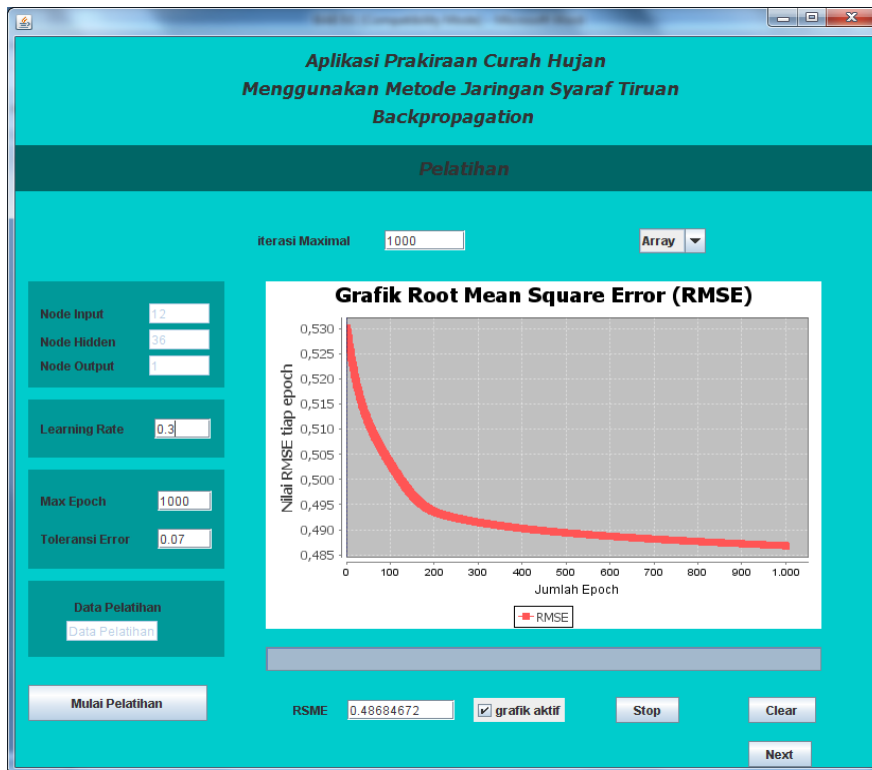 Aplikasi Prakiraan Curah Hujan
Menggunakan Metode Jaringan Syaraf Tiruan
Backpropagation
Pelatihan
iterasi Maximal 1000 Array
Node Input 12
Node Hidden 36
Node Output 1
Learning Rate 0.3
Max Epoch 1000
Toleransi Error 0.07
Data Pelatihan
Data Pelatihan
Mulai Pelatihan
Grafik Root Mean Square Error (RMSE)
Nilai RMSE tiap epoch
0,530
0,525
0,520
0,515
0,510
0,505
0,500
0,495
0,490
0,485
0 100 200 300 400 500 600 700 800 900 1.000
Jumlah Epoch
RMSE
RSME 0.48684672 grafik aktif Stop Clear
Next